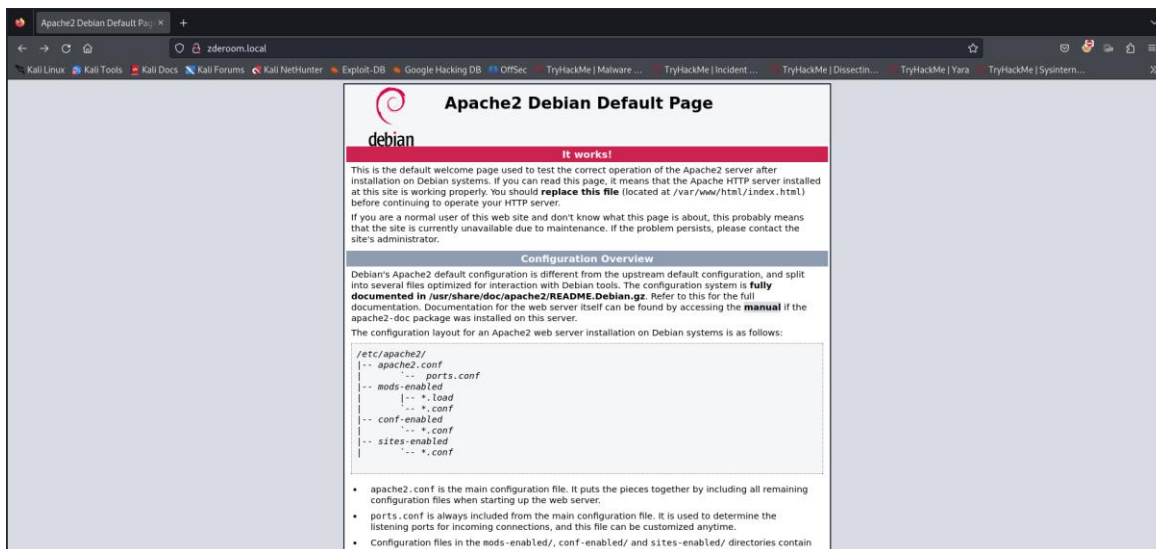 Apache2 Debian Default Pag
zderoom.local
Kali Linux Kali Tools Kali Docs Kali Forums Kali NetHunter Exploit-DB Google Hacking DB OffSec TryHackMe | Malware ... TryHackMe | Incident ... TryHackMe | Dissectin... TryHackMe | Yara TryHackMe | Sysintern...
debian
Apache2 Debian Default Page
It works!
This is the default welcome page used to test the correct operation of the Apache2 server after
installation on Debian systems. If you can read this page, it means that the Apache HTTP server installed
at this site is working properly. You should replace this file (located at /var/www/html/index.html)
before continuing to operate your HTTP server.
If you are a normal user of this web site and don't know what this page is about, this probably means
that the site is currently unavailable due to maintenance. If the problem persists, please contact the
site's administrator.
Configuration Overview
Debian's Apache2 default configuration is different from the upstream default configuration, and split
into several files optimized for interaction with Debian tools. The configuration system is fully
documented in /usr/share/doc/apache2/README.Debian.gz. Refer to this for the full
documentation. Documentation for the web server itself can be found by accessing the manual if the
apache2-doc package was installed on this server.
The configuration layout for an Apache2 web server installation on Debian systems is as follows:
/etc/apache2/
|-- apache2.conf
|       `--  ports.conf
|-- mods-enabled
|       |-- *.load
|       `-- *.conf
|-- conf-enabled
|       `-- *.conf
|-- sites-enabled
|       `-- *.conf
• apache2.conf is the main configuration file. It puts the pieces together by including all remaining
configuration files when starting up the web server.
• ports.conf is always included from the main configuration file. It is used to determine the
listening ports for incoming connections, and this file can be customized anytime.
• Configuration files in the mods-enabled/, conf-enabled/ and sites-enabled/ directories contain